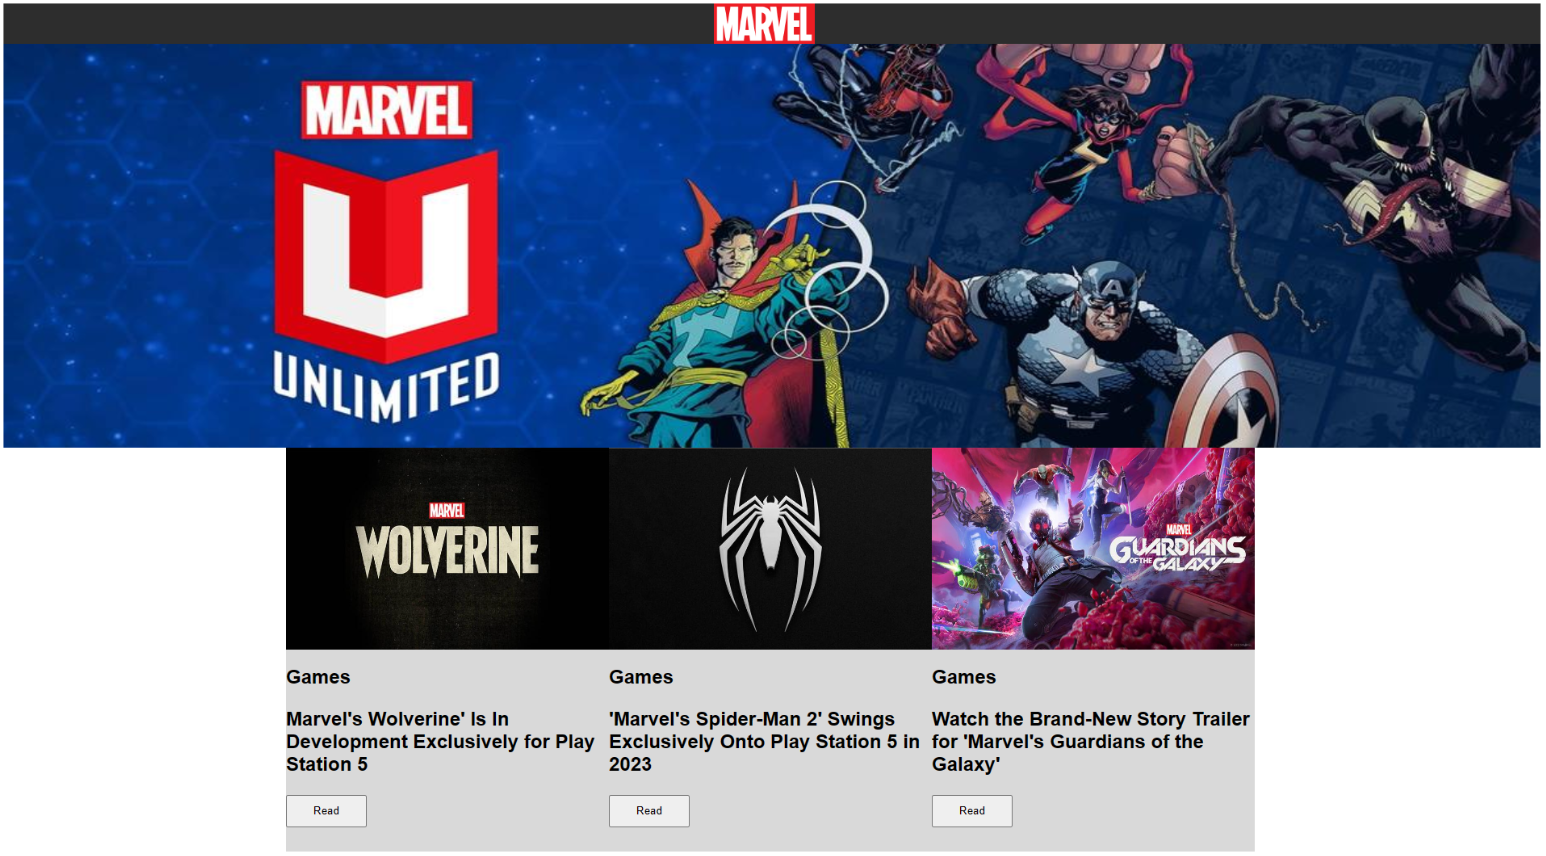 MARVEL
MARVEL
U
UNLIMITED
A
MARVEL
WOLVERINE
MARVEL
GUARDIANS
OF THE
GALAXY
Games
Marvel's Wolverine' Is In
Development Exclusively for Play
Station 5
Read
Games
'Marvel's Spider-Man 2' Swings
Exclusively Onto Play Station 5 in
2023
Read
Games
Watch the Brand-New Story Trailer
for 'Marvel's Guardians of the
Galaxy'
Read